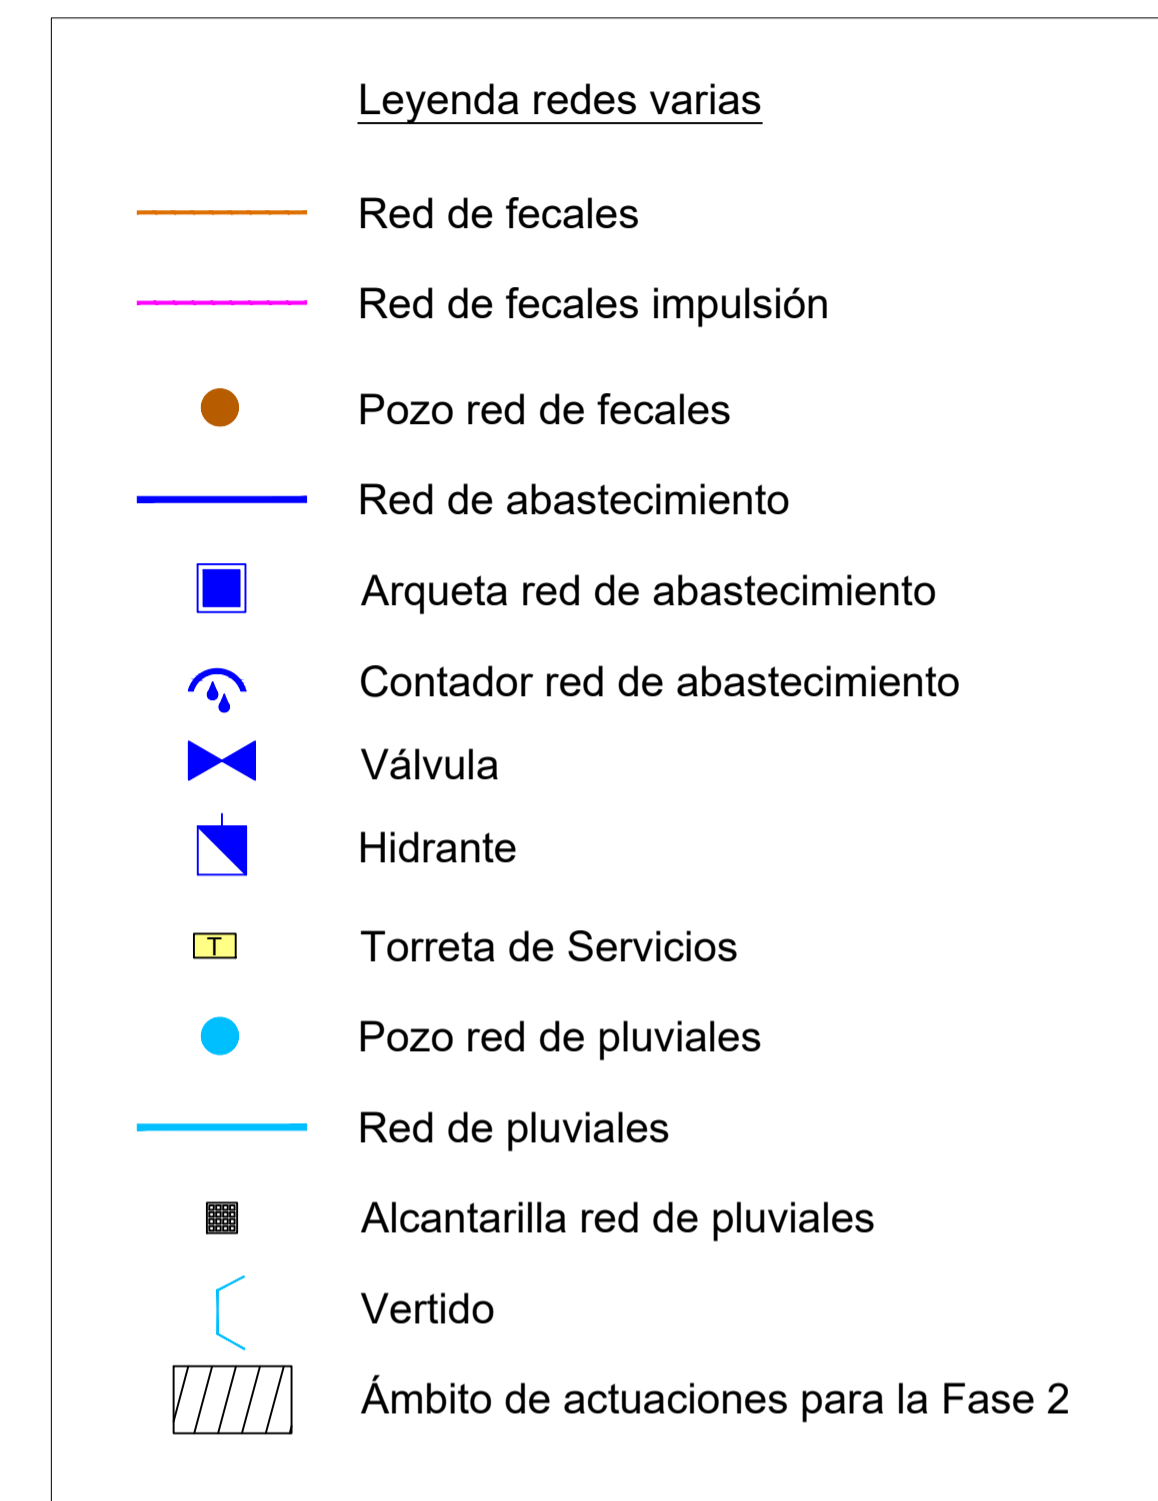 Leyenda redes varias
Red de fecales
Red de fecales impulsión
Pozo red de fecales
Red de abastecimiento
Arqueta red de abastecimiento
Contador red de abastecimiento
Válvula
Hidrante
T Torreta de Servicios
Pozo red de pluviales
Red de pluviales
Alcantarilla red de pluviales
Vertido
Ámbito de actuaciones para la Fase 2